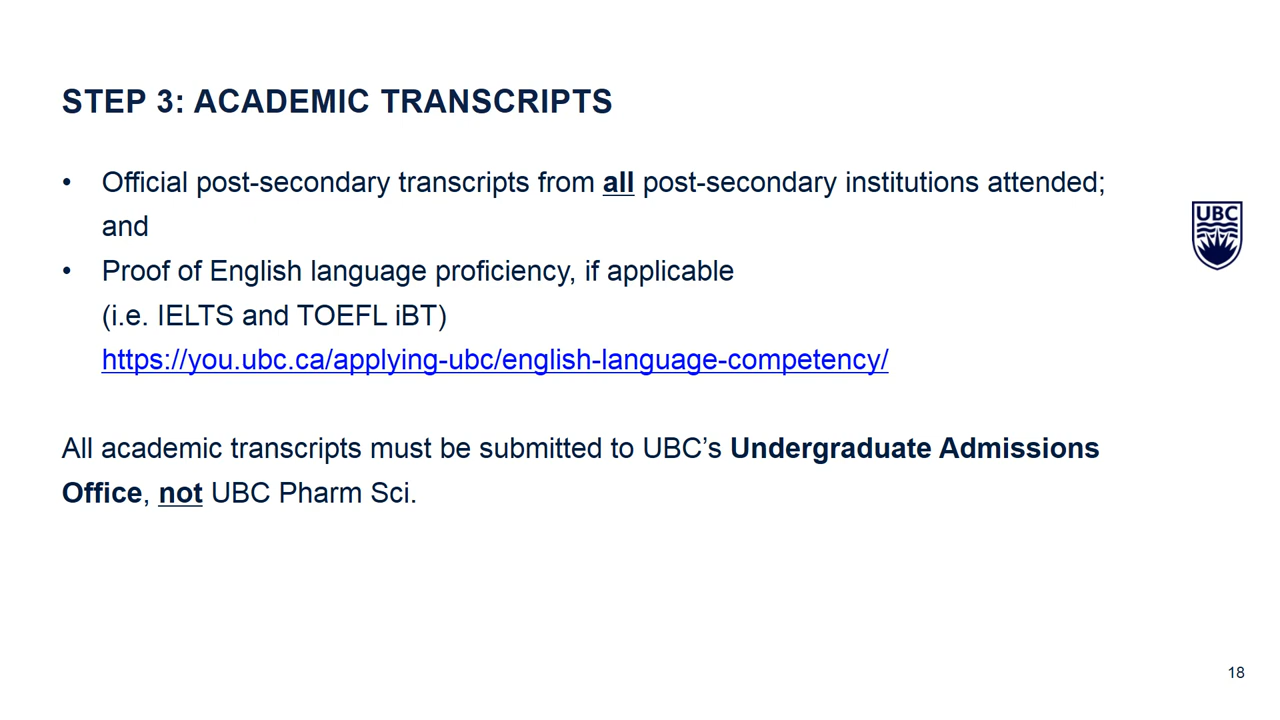 STEP 3: ACADEMIC TRANSCRIPTS
• Official post-secondary transcripts from all post-secondary institutions attended;
and
• Proof of English language proficiency, if applicable
(i.e. IELTS and TOEFL iBT)
https://you.ubc.ca/applying-ubc/english-language-competency/
UBC
All academic transcripts must be submitted to UBC’s Undergraduate Admissions
Office, not UBC Pharm Sci.
18